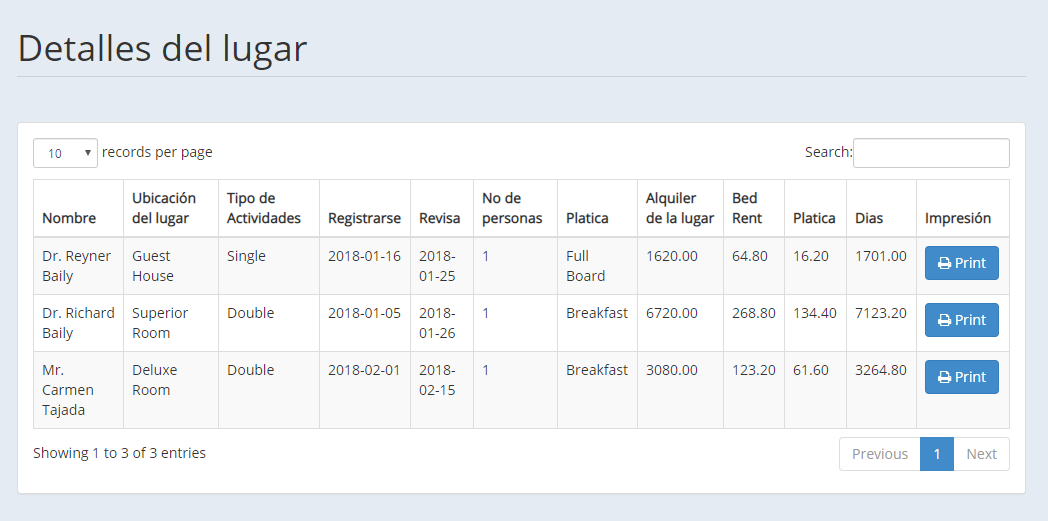 Detalles del lugar
10 records per page Search:
Nombre Ubicación del lugar Tipo de Actividades Registrarse Revisa No de personas Platica Alquiler de la lugar Bed Rent Platica Dias Impresión
Dr. Reyner Baily Guest House Single 2018-01-16 2018-01-25 1 Full Board 1620.00 64.80 16.20 1701.00 Print
Dr. Richard Baily Superior Room Double 2018-01-05 2018-01-26 1 Breakfast 6720.00 268.80 134.40 7123.20 Print
Mr. Carmen Tajada Deluxe Room Double 2018-02-01 2018-02-15 1 Breakfast 3080.00 123.20 61.60 3264.80 Print
Showing 1 to 3 of 3 entries Previous 1 Next